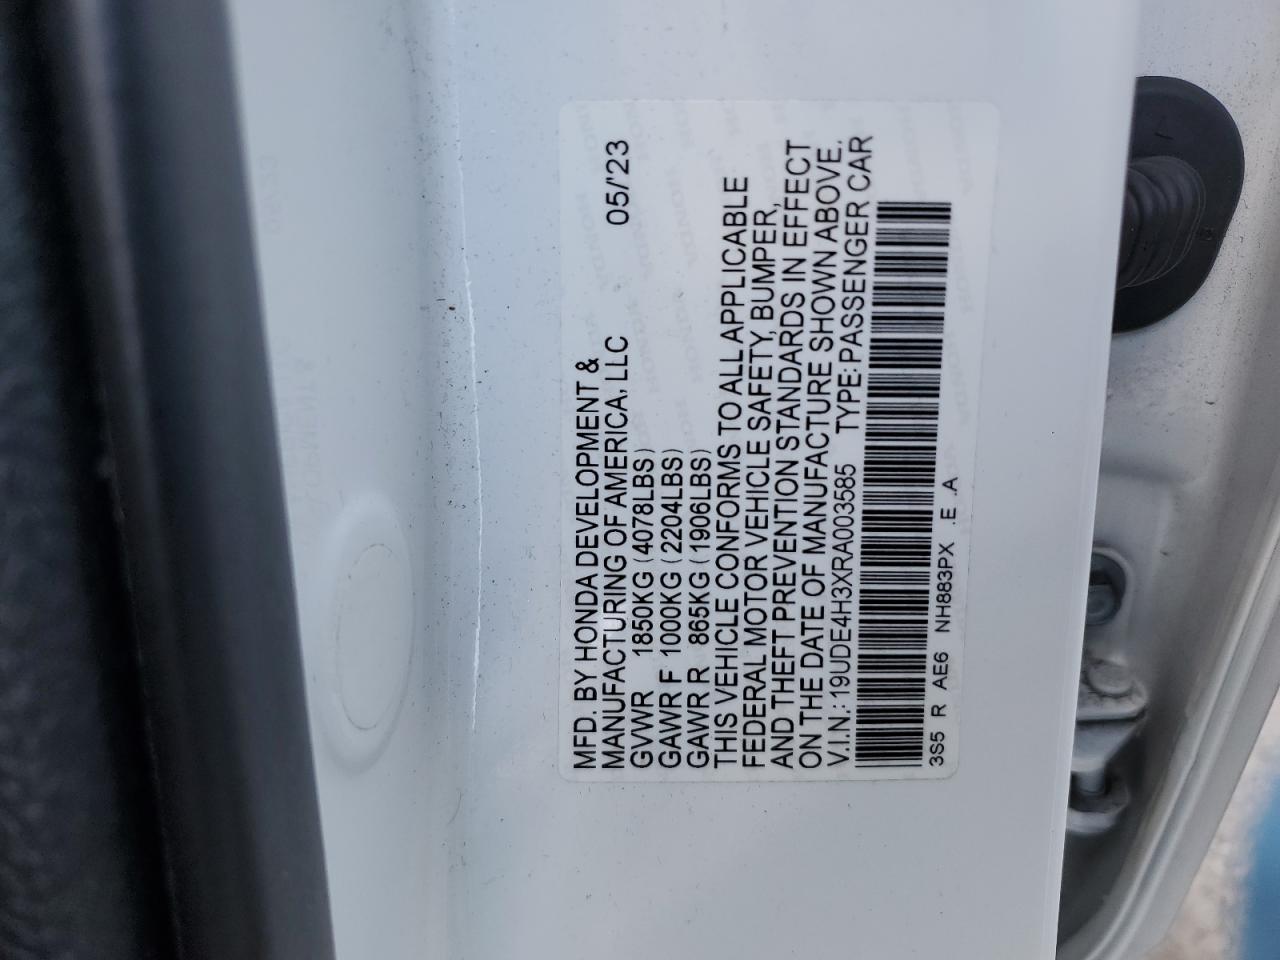 MFD. BY HONDA DEVELOPMENT &
MANUFACTURING OF AMERICA, LLC 05/'23
GVWR 1850KG (4078LBS)
GAWR F 1000KG (2204LBS)
GAWR R 865KG (1906LBS)
THIS VEHICLE CONFORMS TO ALL APPLICABLE
FEDERAL MOTOR VEHICLE SAFETY, BUMPER,
AND THEFT PREVENTION STANDARDS IN EFFECT
ON THE DATE OF MANUFACTURE SHOWN ABOVE.
V.I.N.: 19UDE4H3XRA003585 TYPE: PASSENGER CAR
3S5 R AE6 NH883PX .E .A